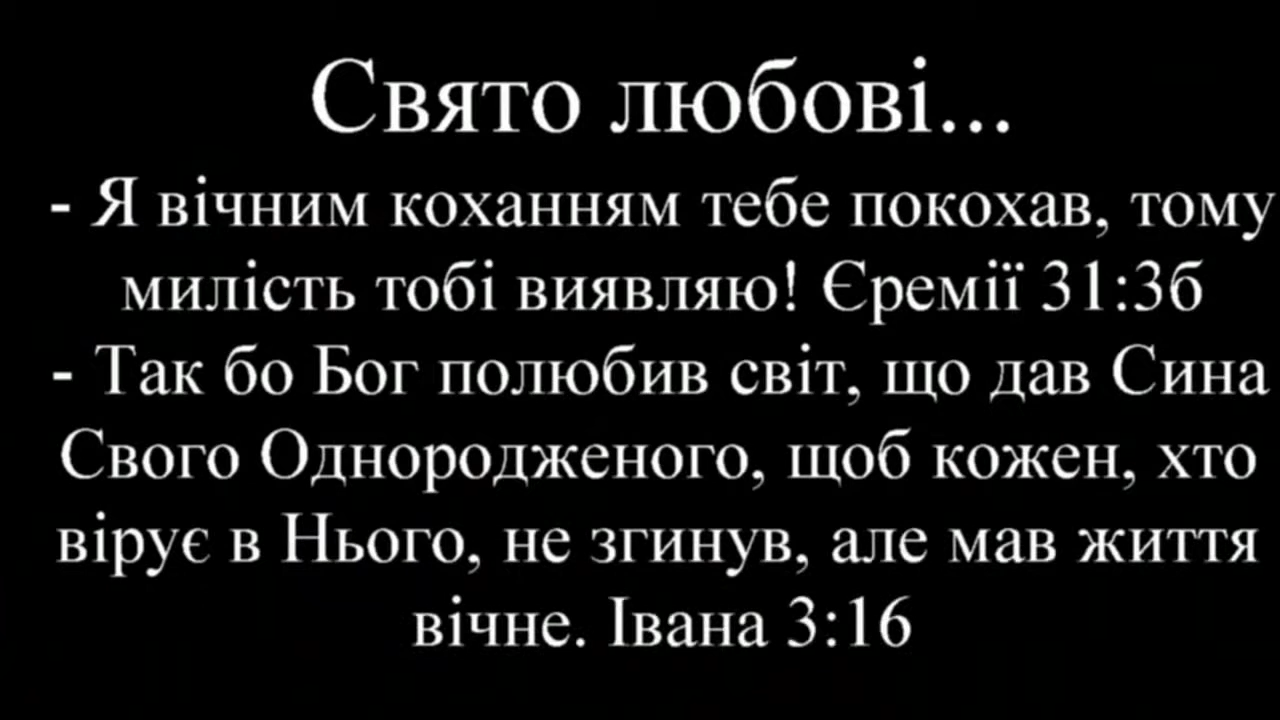 Свято любові...
- Я вічним коханням тебе покохав, тому
милість тобі виявляю! Єремії 31:3б
- Так бо Бог полюбив світ, що дав Сина
Свого Однородженого, щоб кожен, хто
вірує в Нього, не згинув, але мав життя
вічне. Івана 3:16